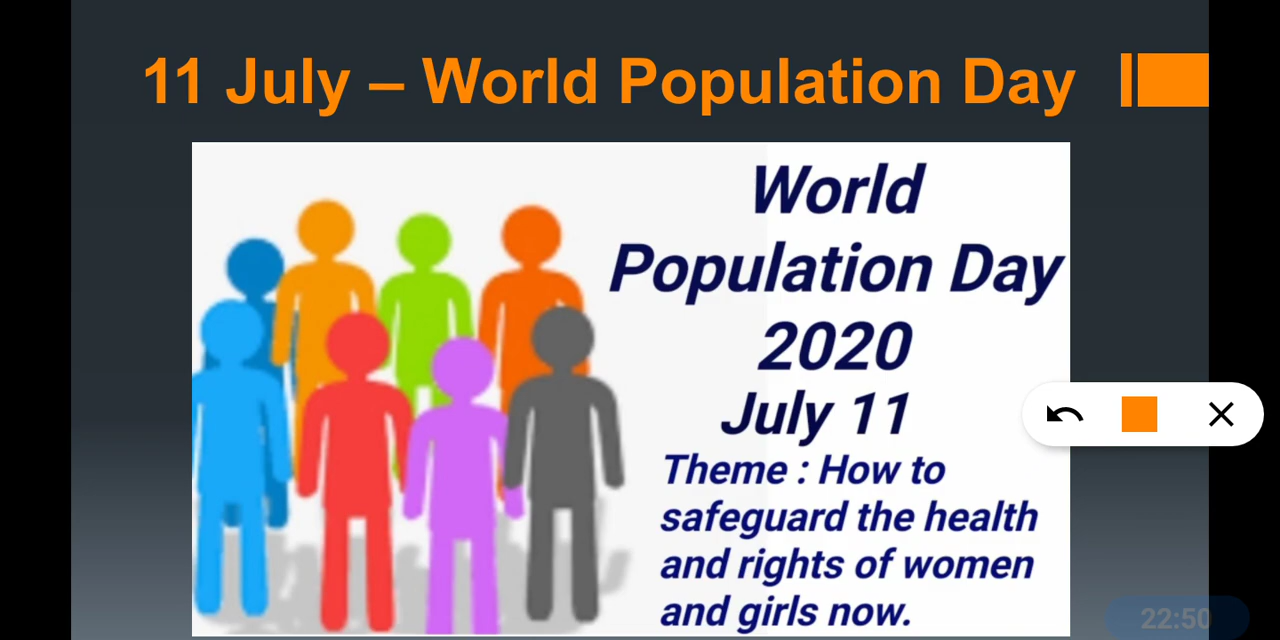 11 July – World Population Day
World
Population Day
2020
July 11
Theme : How to
safeguard the health
and rights of women
and girls now.
22:50